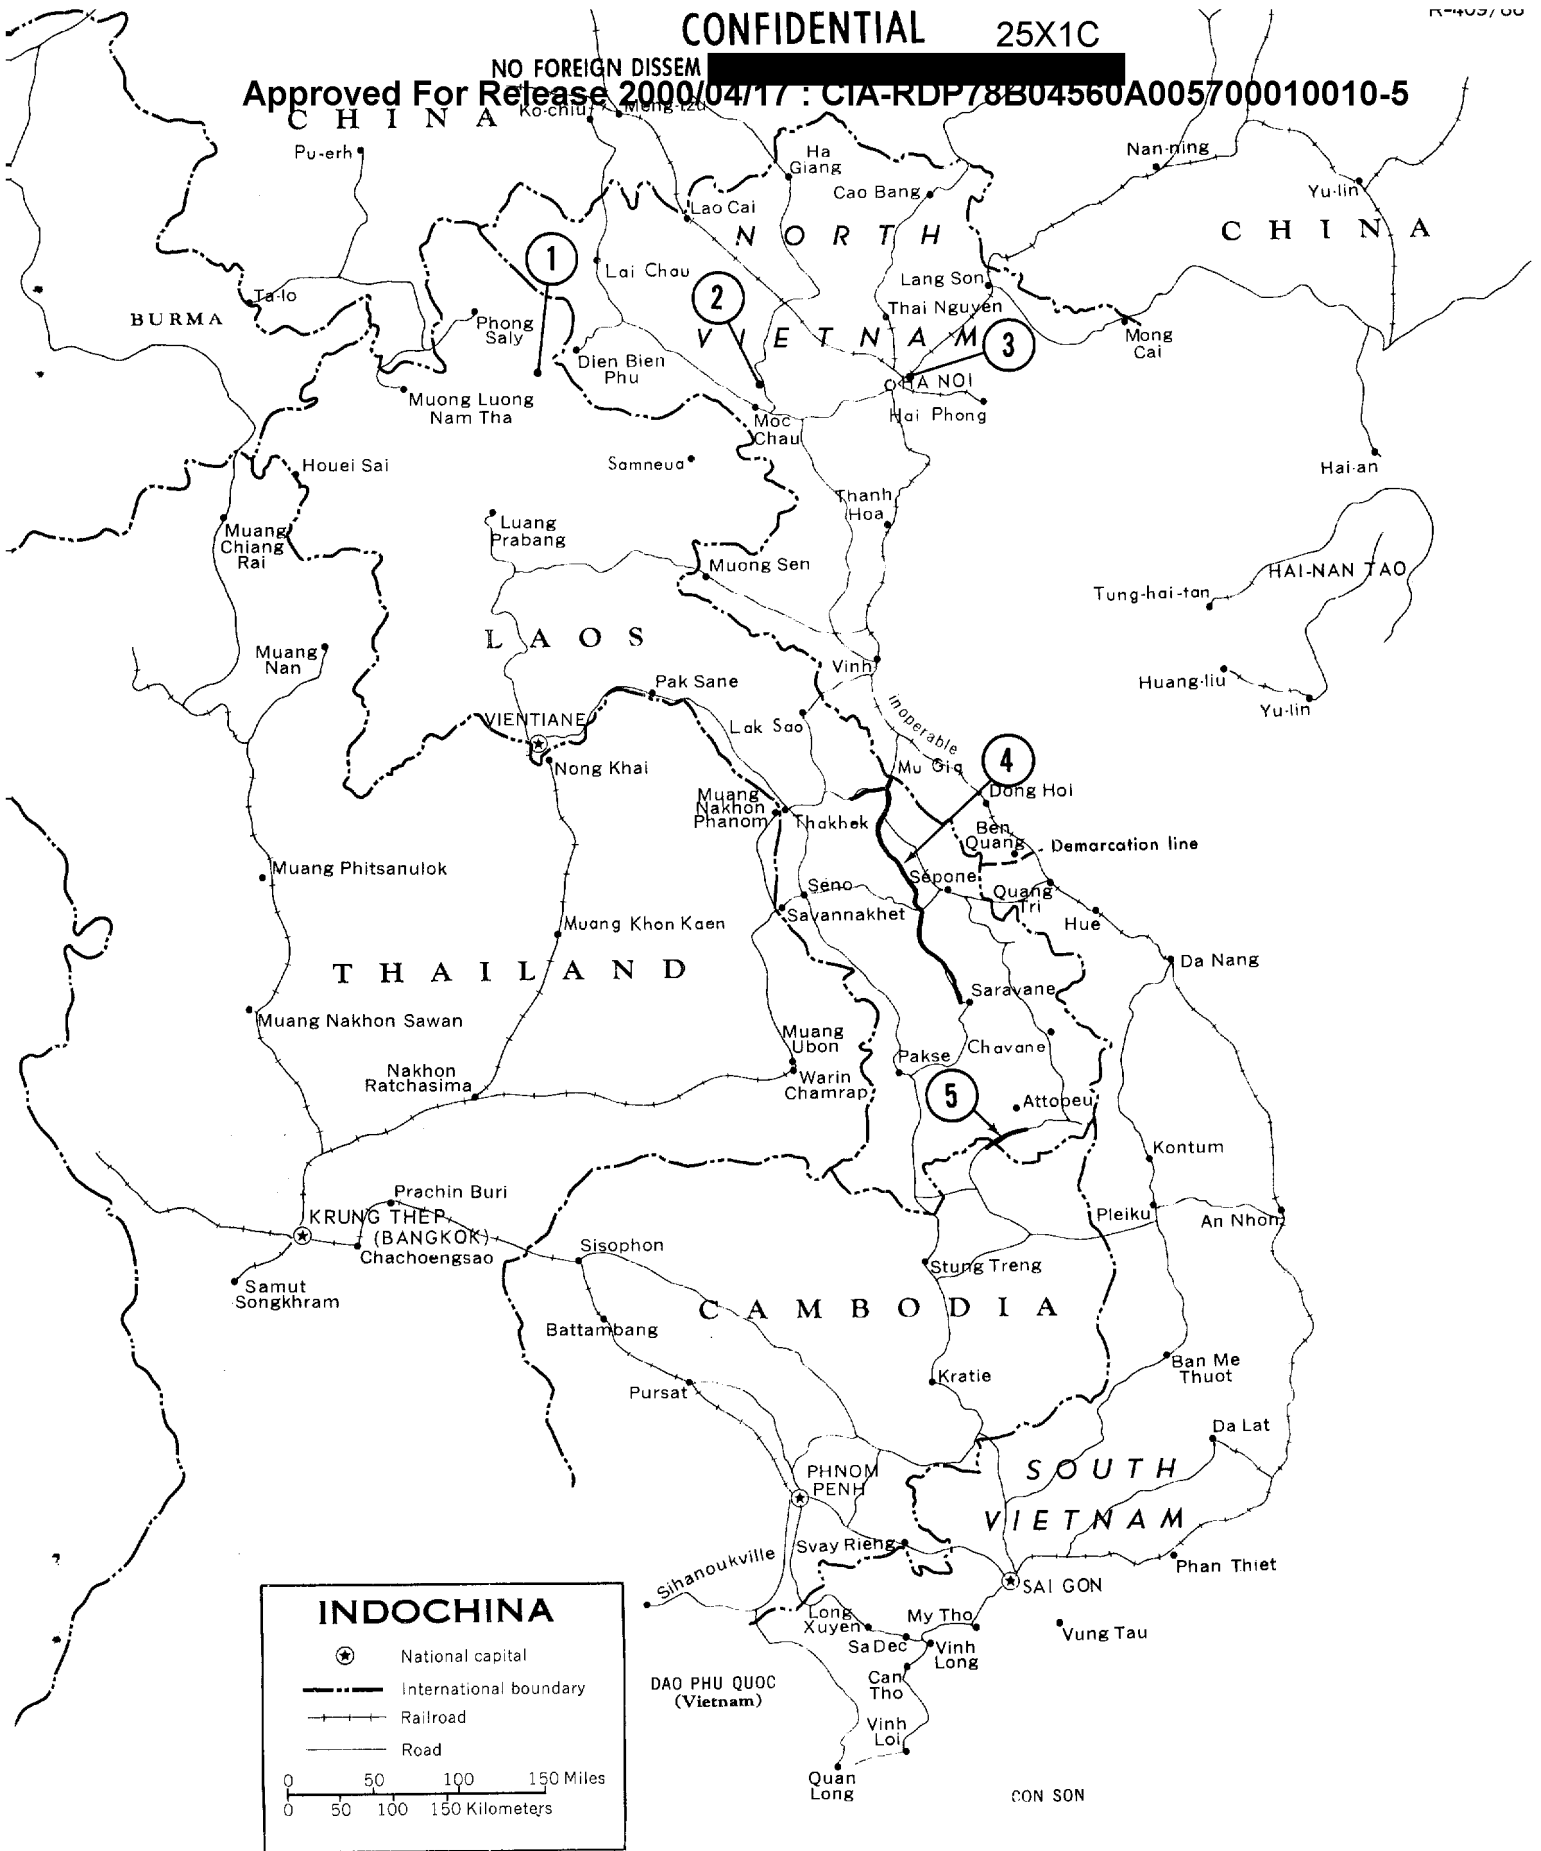 CONFIDENTIAL 25X1C
NO FOREIGN DISSEM
Approved For Release 2000/04/17 : CIA-RDP78B04560A005700010010-5
CHINA
Ko-chiu
Meng-tzu
Pu-erh
Ha
Giang
Cao Bang
Nan-ning
Yu-lin
Lao Cai
NORTH
CHINA
1
Lai Chau
2
Lang Son
Ta-lo
BURMA
Phong
Saly
Thai Nguyen
VIETNAM
3
Mong
Cai
Dien Bien
Phu
HA NOI
Muong Luong
Nam Tha
Hai Phong
Moc
Chau
Houei Sai
Samneua
Hai-an
Thanh
Hoa
Muang
Chiang
Rai
Luang
Prabang
Muong Sen
HAI-NAN TAO
Tung-hai-tan
LAOS
Muang
Nan
Vinh
Pak Sane
Huang-liu
Yu-lin
VIENTIANE
Lak Sao
Inoperable
Nong Khai
Mu Gia
4
Dong Hoi
Muang
Nakhon
Phanom
Thakhek
Ben
Quang
Demarcation line
Muang Phitsanulok
Seno
Sepone
Quang
Tri
Savannakhet
Muang Khon Kaen
Hue
THAILAND
Da Nang
Saravane
Muang Nakhon Sawan
Muang
Ubon
Chavane
Pakse
Nakhon
Ratchasima
Warin
Chamrap
5
Attopeu
Kontum
Prachin Buri
KRUNG THEP
(BANGKOK)
Pleiku
An Nhon
Chachoengsao
Sisophon
Stung Treng
Samut
Songkhram
CAMBODIA
Battambang
Ban Me
Thuot
Kratie
Pursat
Da Lat
PHNOM
PENH
SOUTH
VIETNAM
Svay Rieng
Phan Thiet
Sihanoukville
SAI GON
Long
Xuyen
My Tho
Vung Tau
Sa Dec
Vinh
Long
Can
Tho
DAO PHU QUOC
(Vietnam)
Vinh
Loi
Quan
Long
CON SON
INDOCHINA
National capital
International boundary
Railroad
Road
0 50 100 150 Miles
0 50 100 150 Kilometers